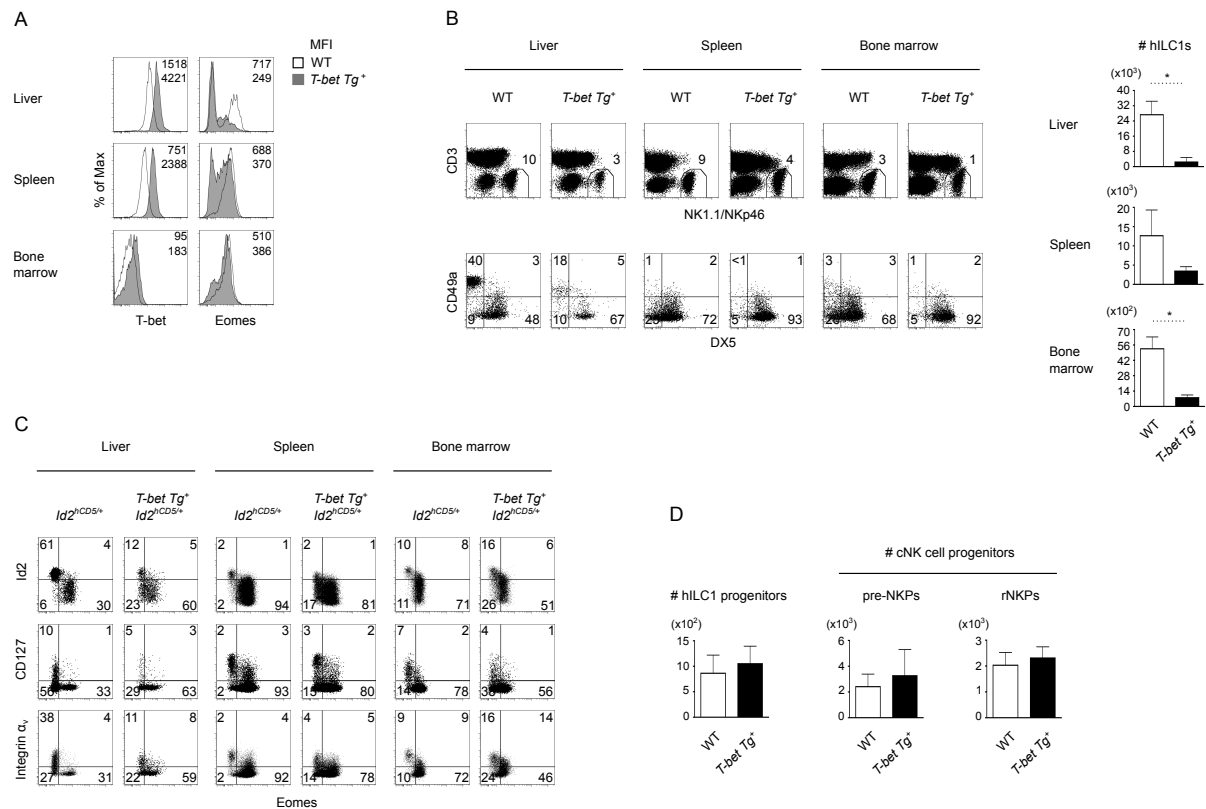 A
MFI
WT
T-bet Tg⁺
Liver
1518
4221
717
249
Spleen
751
2388
688
370
Bone
marrow
95
183
510
386
% of Max
T-bet
Eomes
B
Liver
Spleen
Bone marrow
WT
T-bet Tg⁺
WT
T-bet Tg⁺
WT
T-bet Tg⁺
CD3
10
3
9
4
3
1
NK1.1/NKp46
CD49a
40 3
9 48
18 5
10 67
1 2
72
<1 1
5 93
3 3
68
1 2
5 92
DX5
# hILC1s
(x10³)
Liver
40
32
24
16
8
0
*
(x10³)
Spleen
20
15
10
5
0
(x10²)
Bone
marrow
70
56
42
28
14
0
*
WT
T-bet Tg⁺
C
Liver
Spleen
Bone marrow
Id2hCD5/+
T-bet Tg⁺
Id2hCD5/+
Id2hCD5/+
T-bet Tg⁺
Id2hCD5/+
Id2hCD5/+
T-bet Tg⁺
Id2hCD5/+
Id2
61 4
6 30
12 5
23 60
2 1
2 94
2 1
17 81
10 8
11 71
16 6
26 51
CD127
10 1
56 33
5 3
29 63
2 3
2 93
3 2
15 80
7 2
14 78
4 1
56
Integrin αv
38 4
27 31
11 8
22 59
2 4
2 92
4 5
14 78
9 9
10 72
16 14
24 46
Eomes
D
# cNK cell progenitors
# hILC1 progenitors
pre-NKPs
rNKPs
(x10²)
15
10
5
0
WT
T-bet Tg⁺
(x10³)
6
4
2
0
WT
T-bet Tg⁺
(x10³)
3
2
1
0
WT
T-bet Tg⁺